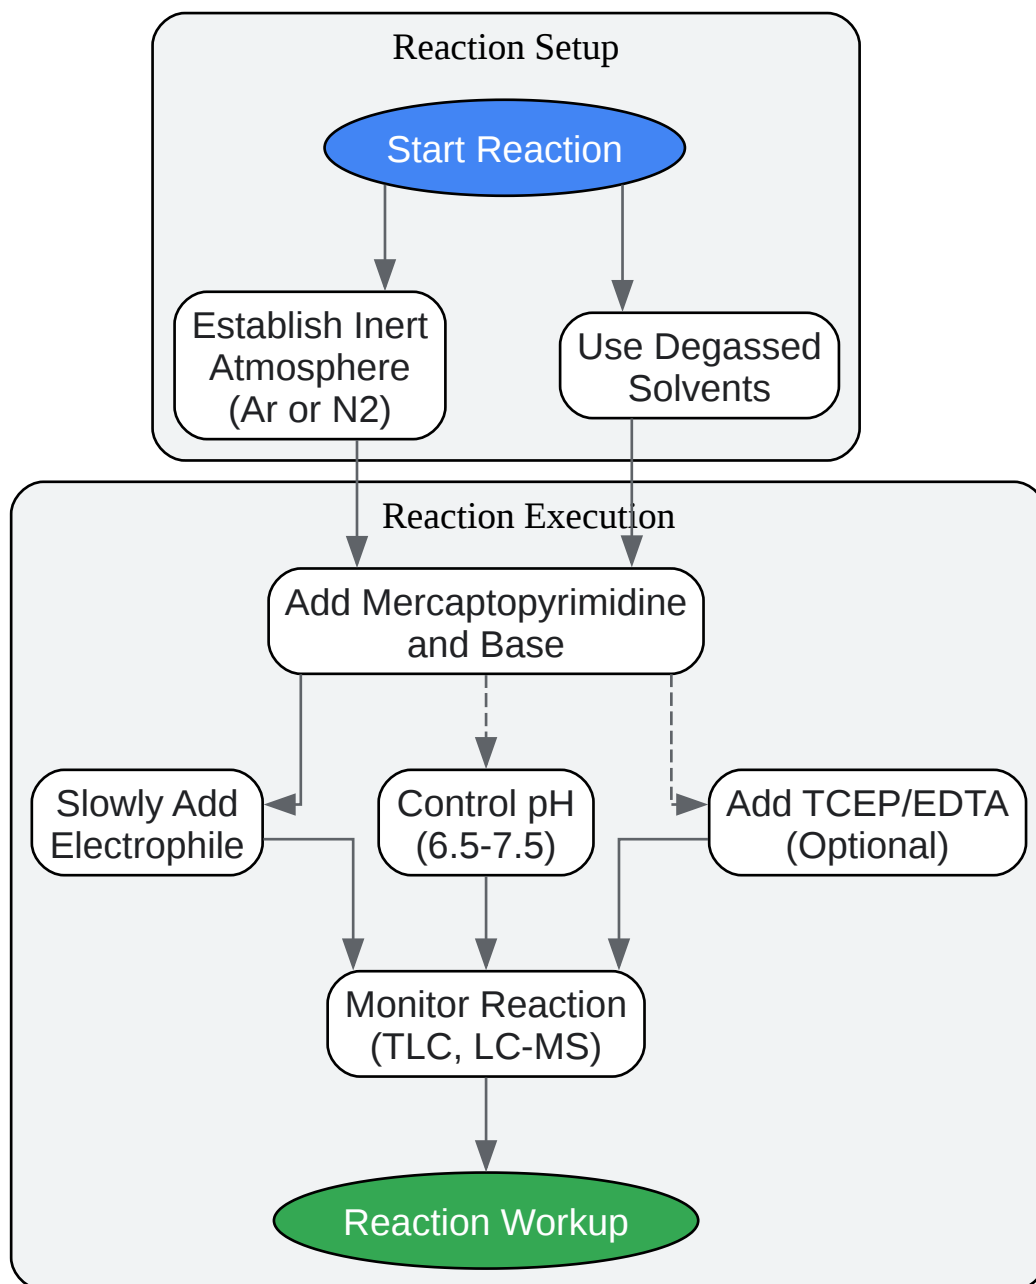 Reaction Setup
Start Reaction
Establish Inert
Atmosphere
(Ar or N2)
Use Degassed
Solvents
Reaction Execution
Add Mercaptopyrimidine
and Base
Slowly Add
Electrophile
Control pH
(6.5-7.5)
Add TCEP/EDTA
(Optional)
Monitor Reaction
(TLC, LC-MS)
Reaction Workup